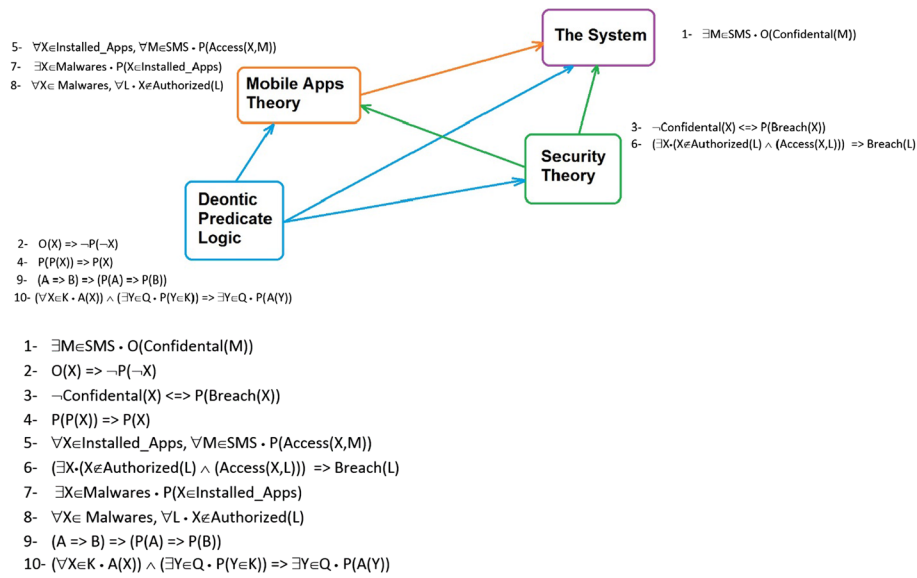 The System
1- ∃M∈SMS • O(Confidental(M))
5- ∀X∈Installed_Apps, ∀M∈SMS • P(Access(X,M))
7- ∃X∈Malwares • P(X∈Installed_Apps)
8- ∀X∈ Malwares, ∀L • X∉Authorized(L)
Mobile Apps
Theory
3- ¬Confidental(X) <=> P(Breach(X))
6- (∃X•(X∉Authorized(L) ∧ (Access(X,L))) => Breach(L)
Security
Theory
Deontic
Predicate
Logic
2- O(X) => ¬P(¬X)
4- P(P(X)) => P(X)
9- (A => B) => (P(A) => P(B))
10- (∀X∈K • A(X)) ∧ (∃Y∈Q • P(Y∈K)) => ∃Y∈Q • P(A(Y))
1- ∃M∈SMS • O(Confidental(M))
2- O(X) => ¬P(¬X)
3- ¬Confidental(X) <=> P(Breach(X))
4- P(P(X)) => P(X)
5- ∀X∈Installed_Apps, ∀M∈SMS • P(Access(X,M))
6- (∃X•(X∉Authorized(L) ∧ (Access(X,L))) => Breach(L)
7- ∃X∈Malwares • P(X∈Installed_Apps)
8- ∀X∈ Malwares, ∀L • X∉Authorized(L)
9- (A => B) => (P(A) => P(B))
10- (∀X∈K • A(X)) ∧ (∃Y∈Q • P(Y∈K)) => ∃Y∈Q • P(A(Y))